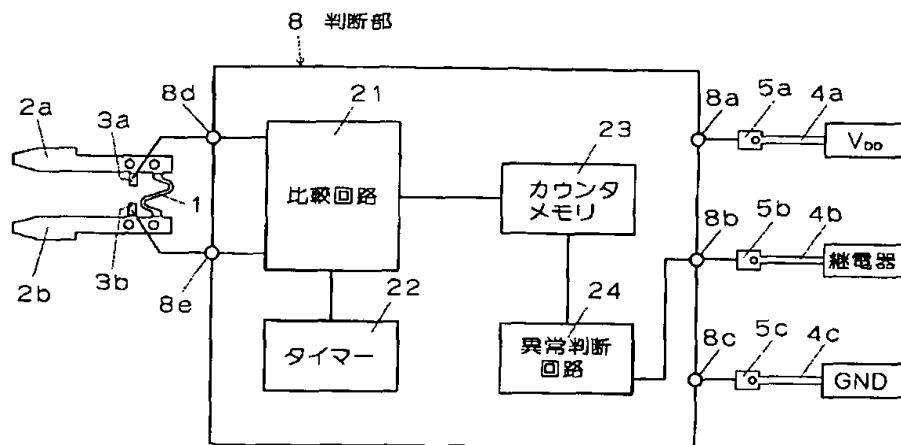 8 判断部
2a
3a
8d
21
23
8a
5a
4a
VDD
比較回路
カウンタ
メモリ
1
8b
5b
4b
継電器
2b
3b
8e
22
24
タイマー
異常判断
回路
8c
5c
4c
GND